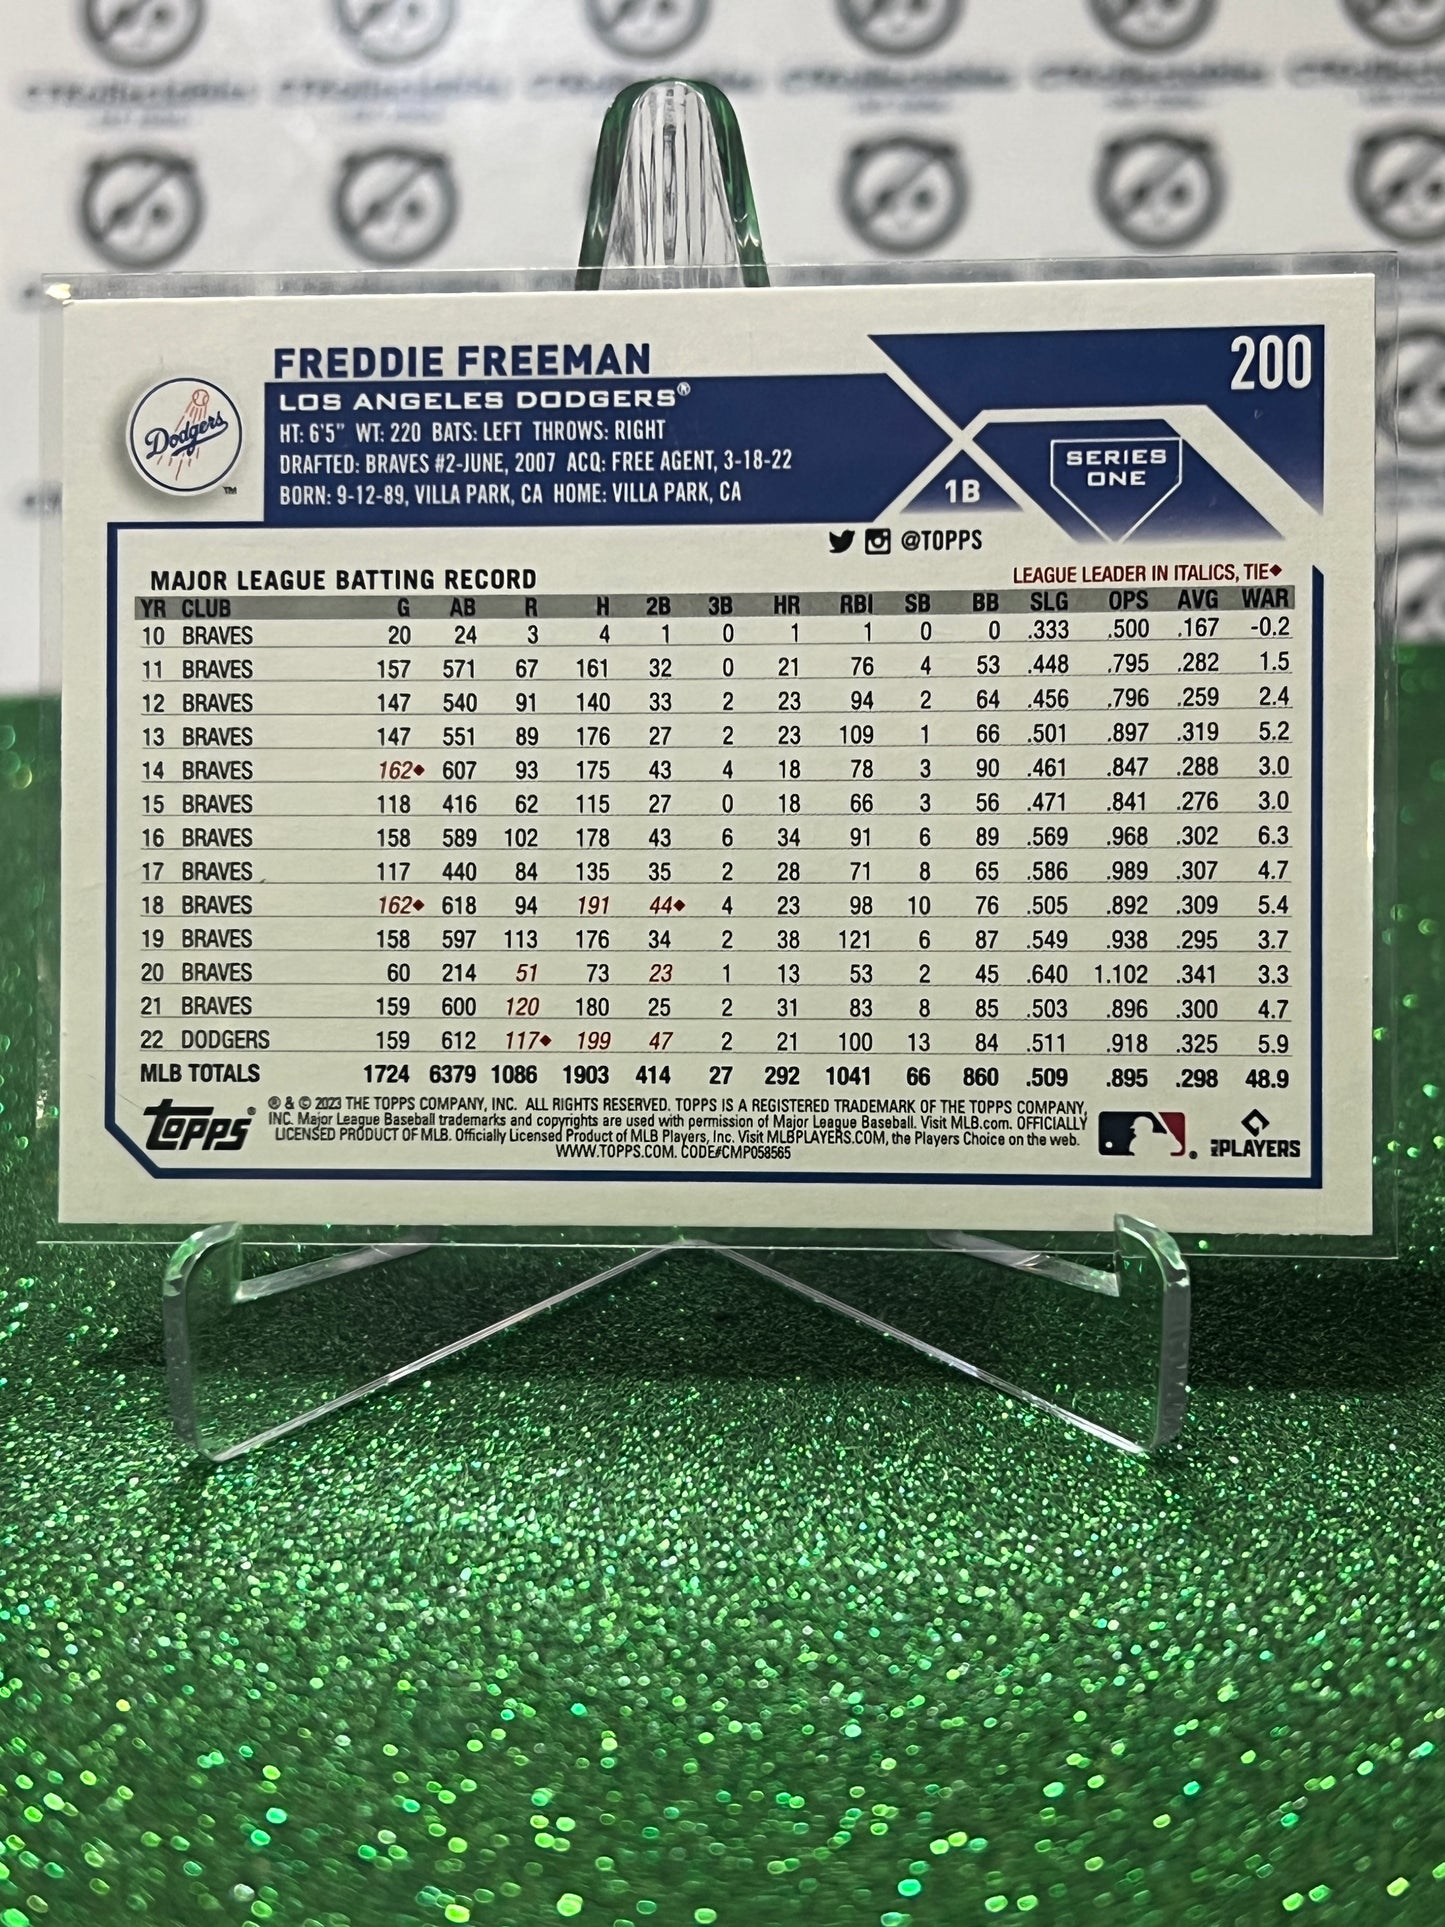 200
FREDDIE FREEMAN
LOS ANGELES DODGERS®
HT: 6'5" WT: 220 BATS: LEFT THROWS: RIGHT
DRAFTED: BRAVES #2-JUNE, 2007 ACQ: FREE AGENT, 3-18-22
BORN: 9-12-89, VILLA PARK, CA HOME: VILLA PARK, CA
Dodgers
TM
1B
SERIES
ONE
@TOPPS
MAJOR LEAGUE BATTING RECORD
LEAGUE LEADER IN ITALICS, TIE◆
YR CLUB G AB R H 2B 3B HR RBI SB BB SLG OPS AVG WAR
10 BRAVES 20 24 3 4 1 0 1 1 0 0 .333 .500 .167 -0.2
11 BRAVES 157 571 67 161 32 0 21 76 4 53 .448 .795 .282 1.5
12 BRAVES 147 540 91 140 33 2 23 94 2 64 .456 .796 .259 2.4
13 BRAVES 147 551 89 176 27 2 23 109 1 66 .501 .897 .319 5.2
14 BRAVES 162◆ 607 93 175 43 4 18 78 3 90 .461 .847 .288 3.0
15 BRAVES 118 416 62 115 27 0 18 66 3 56 .471 .841 .276 3.0
16 BRAVES 158 589 102 178 43 6 34 91 6 89 .569 .968 .302 6.3
17 BRAVES 117 440 84 135 35 2 28 71 8 65 .586 .989 .307 4.7
18 BRAVES 162◆ 618 94 191 44◆ 4 23 98 10 76 .505 .892 .309 5.4
19 BRAVES 158 597 113 176 34 2 38 121 6 87 .549 .938 .295 3.7
20 BRAVES 60 214 51 73 23 1 13 53 2 45 .640 1.102 .341 3.3
21 BRAVES 159 600 120 180 25 2 31 83 8 85 .503 .896 .300 4.7
22 DODGERS 159 612 117◆ 199 47 2 21 100 13 84 .511 .918 .325 5.9
MLB TOTALS 1724 6379 1086 1903 414 27 292 1041 66 860 .509 .895 .298 48.9
TOPPS®
® & © 2023 THE TOPPS COMPANY, INC. ALL RIGHTS RESERVED. TOPPS IS A REGISTERED TRADEMARK OF THE TOPPS COMPANY,
INC. Major League Baseball trademarks and copyrights are used with permission of Major League Baseball. Visit MLB.com. OFFICIALLY
LICENSED PRODUCT OF MLB. Officially Licensed Product of MLB Players, Inc. Visit MLBPLAYERS.COM, the Players Choice on the web.
WWW.TOPPS.COM. CODE#CMP058565
MLB PLAYERS